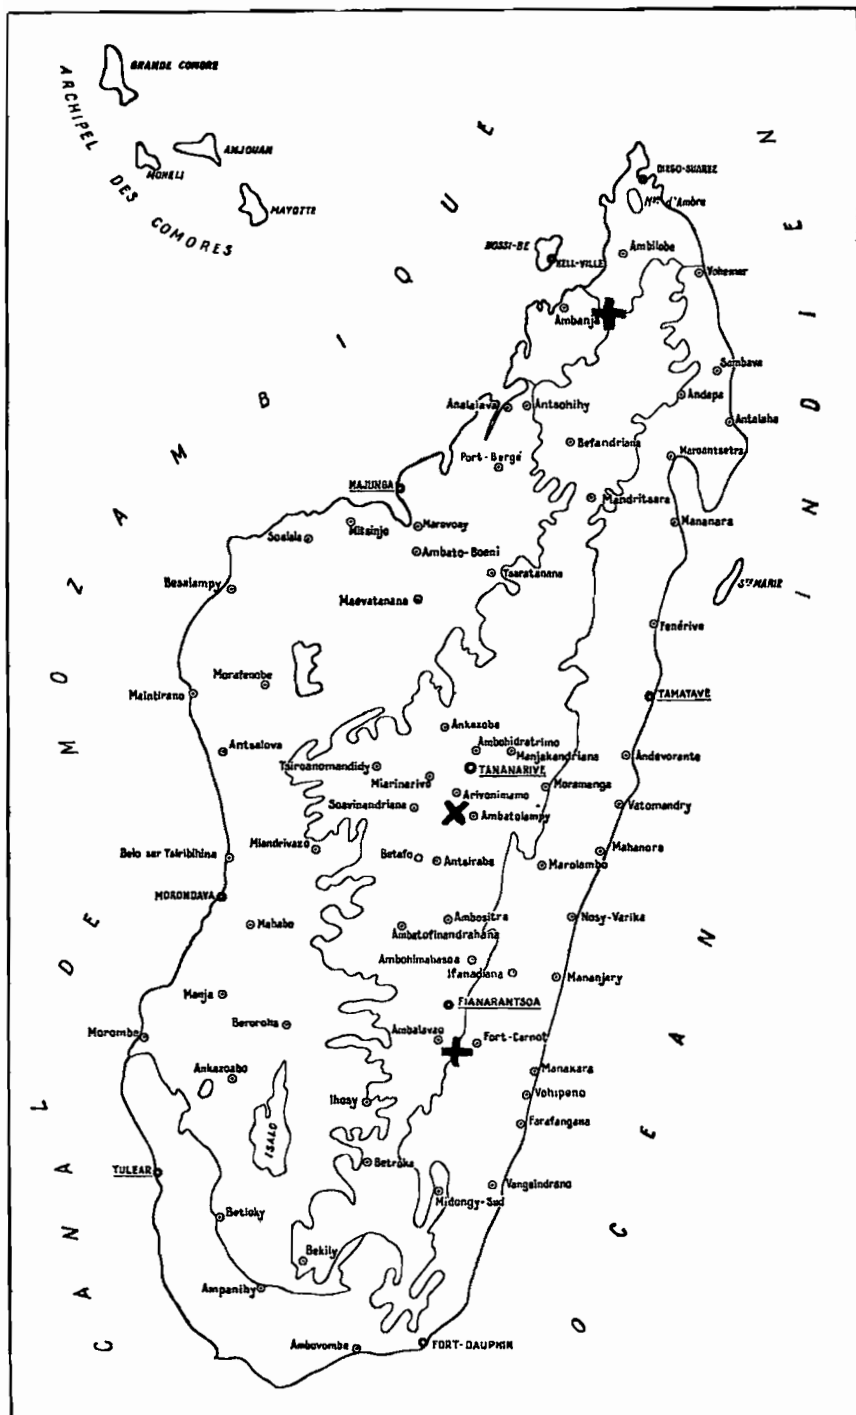 GRANDE COMORE
ARCHIPEL DES COMORES
ANJOUAN
MOHELI
MAYOTTE
CANAL DE MOZAMBIQUE
OCEAN INDIEN
DIEGO-SUAREZ
Mgne d'Ambre
NOSSI-BE
HELL-VILLE
Ambilobe
Vohemar
Ambanja
Sambava
Andapa
Antalaha
Analalava
Antsohihy
Befandriana
Maroantsetra
Port-Bergé
MAJUNGA
Mandritsara
Mananara
Mitsinjo
Marovoay
Soalala
Ambato-Boeni
Tsaratanana
Ste MARIE
Besalampy
Maevatanana
Fenérive
Morafenobe
Maintirano
TAMATAVE
Ankazobe
Ambohidratrimo
Antsalova
Manjakandriana
Andevorante
Tsiroanomandidy
TANANARIVE
Miarinarivo
Moramanga
Arivonimamo
Soavinandriana
Ambatolampy
Vatomandry
Miandrivazo
Mahanoro
Belo sur Tsiribihina
Betafo
Antsirabe
Marolambo
MORONDAVA
Mahabo
Ambositra
Nosy-Varika
Ambatofinandrahana
Ambohimahasoa
Ifanadiana
Mananjary
Manja
FIANARANTSOA
Beroroha
Morombe
Ambalavao
Fort-Carnot
Ankazoabo
Manakara
Vohipeno
Ihosy
Farafangana
ISALO
Betroka
TULEAR
Vangaindrano
Midongy-Sud
Betioky
Bekily
Ampanihy
Ambovombe
FORT-DAUPHIN